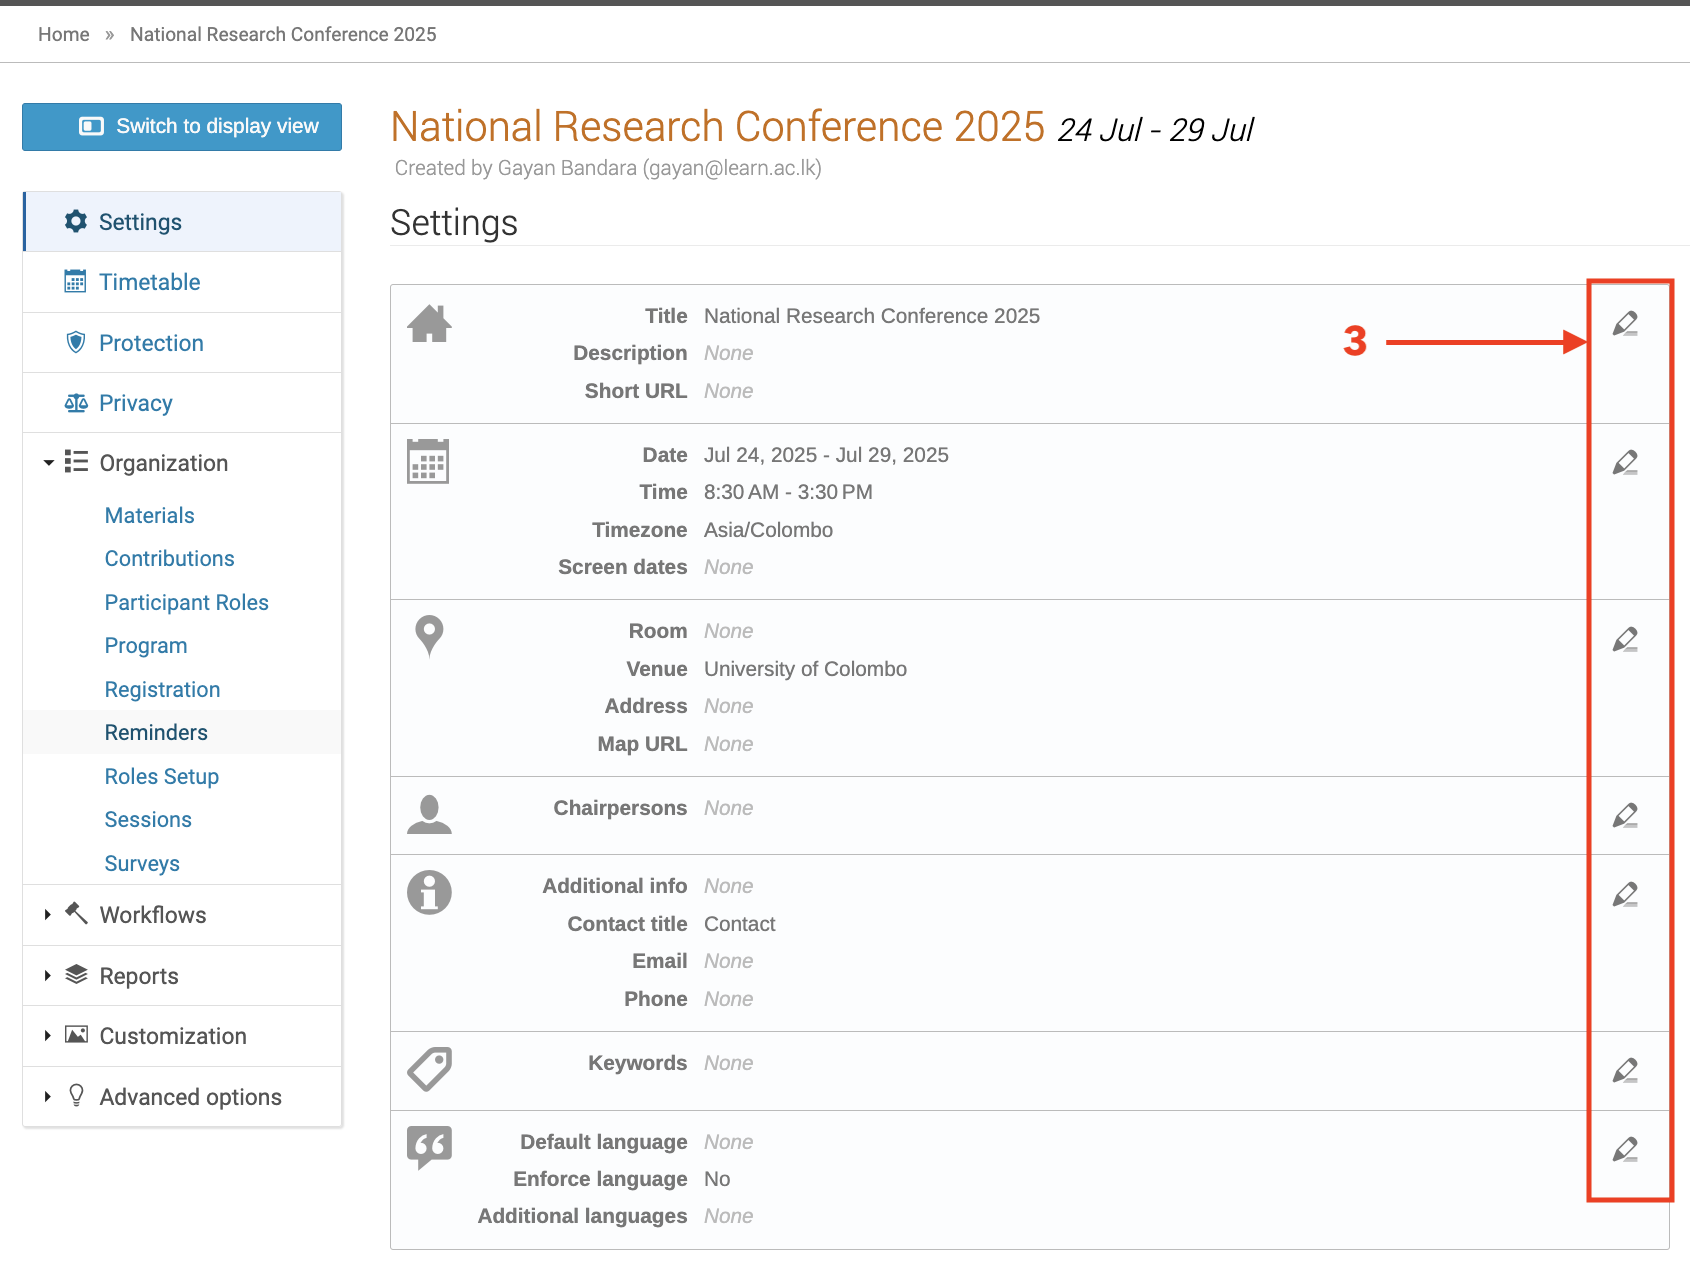 Home » National Research Conference 2025
Switch to display view
Settings
Timetable
Protection
Privacy
Organization
Materials
Contributions
Participant Roles
Program
Registration
Reminders
Roles Setup
Sessions
Surveys
Workflows
Reports
Customization
Advanced options
National Research Conference 2025 24 Jul - 29 Jul
Created by Gayan Bandara (gayan@learn.ac.lk)
Settings
Title National Research Conference 2025
Description None
Short URL None
3
Date Jul 24, 2025 - Jul 29, 2025
Time 8:30 AM - 3:30 PM
Timezone Asia/Colombo
Screen dates None
Room None
Venue University of Colombo
Address None
Map URL None
Chairpersons None
Additional info None
Contact title Contact
Email None
Phone None
Keywords None
Default language None
Enforce language No
Additional languages None